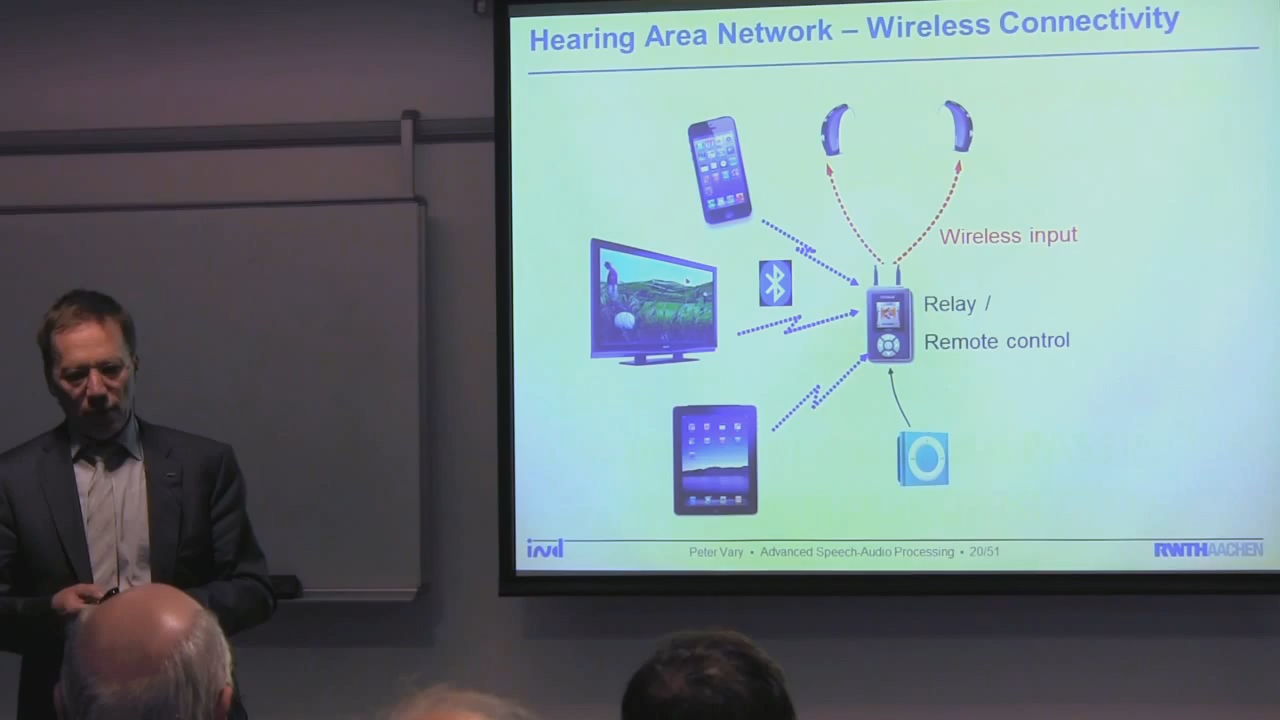 Hearing Area Network – Wireless Connectivity
Wireless input
Relay /
Remote control
ind
Peter Vary • Advanced Speech-Audio Processing • 20/51
RWTHAACHEN